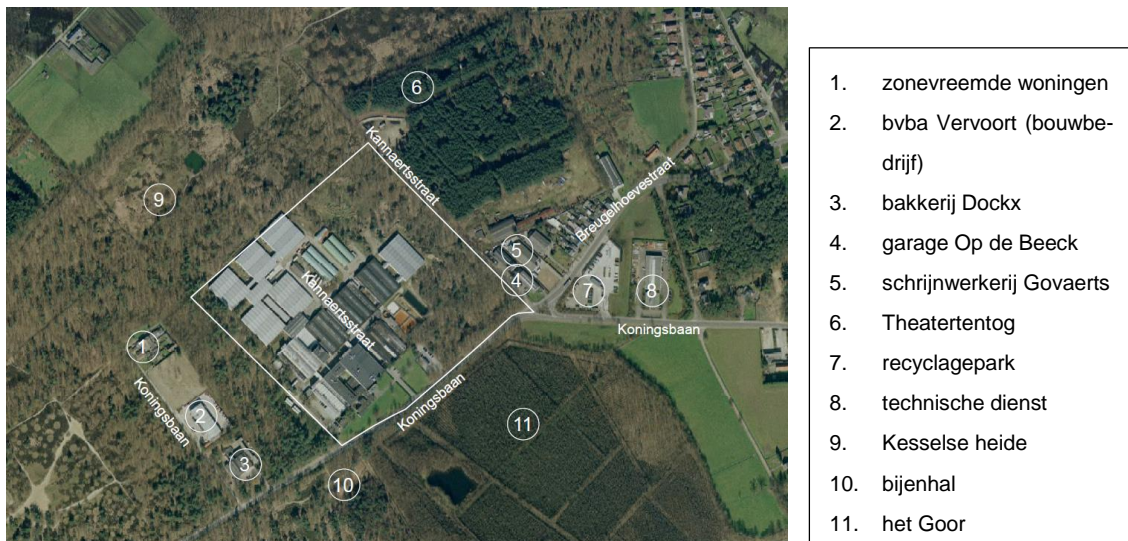 6
Kannaertsstraat
9
Breugelhoevestraat
5
4
7
8
Kannaertsstraat
Koningsbaan
1
Koningsbaan
2
Koningsbaan
11
3
10
1. zonevreemde woningen
2. bvba Vervoort (bouwbe-
drijf)
3. bakkerij Dockx
4. garage Op de Beeck
5. schrijnwerkerij Govaerts
6. Theatertentog
7. recyclagepark
8. technische dienst
9. Kesselse heide
10. bijenhal
11. het Goor